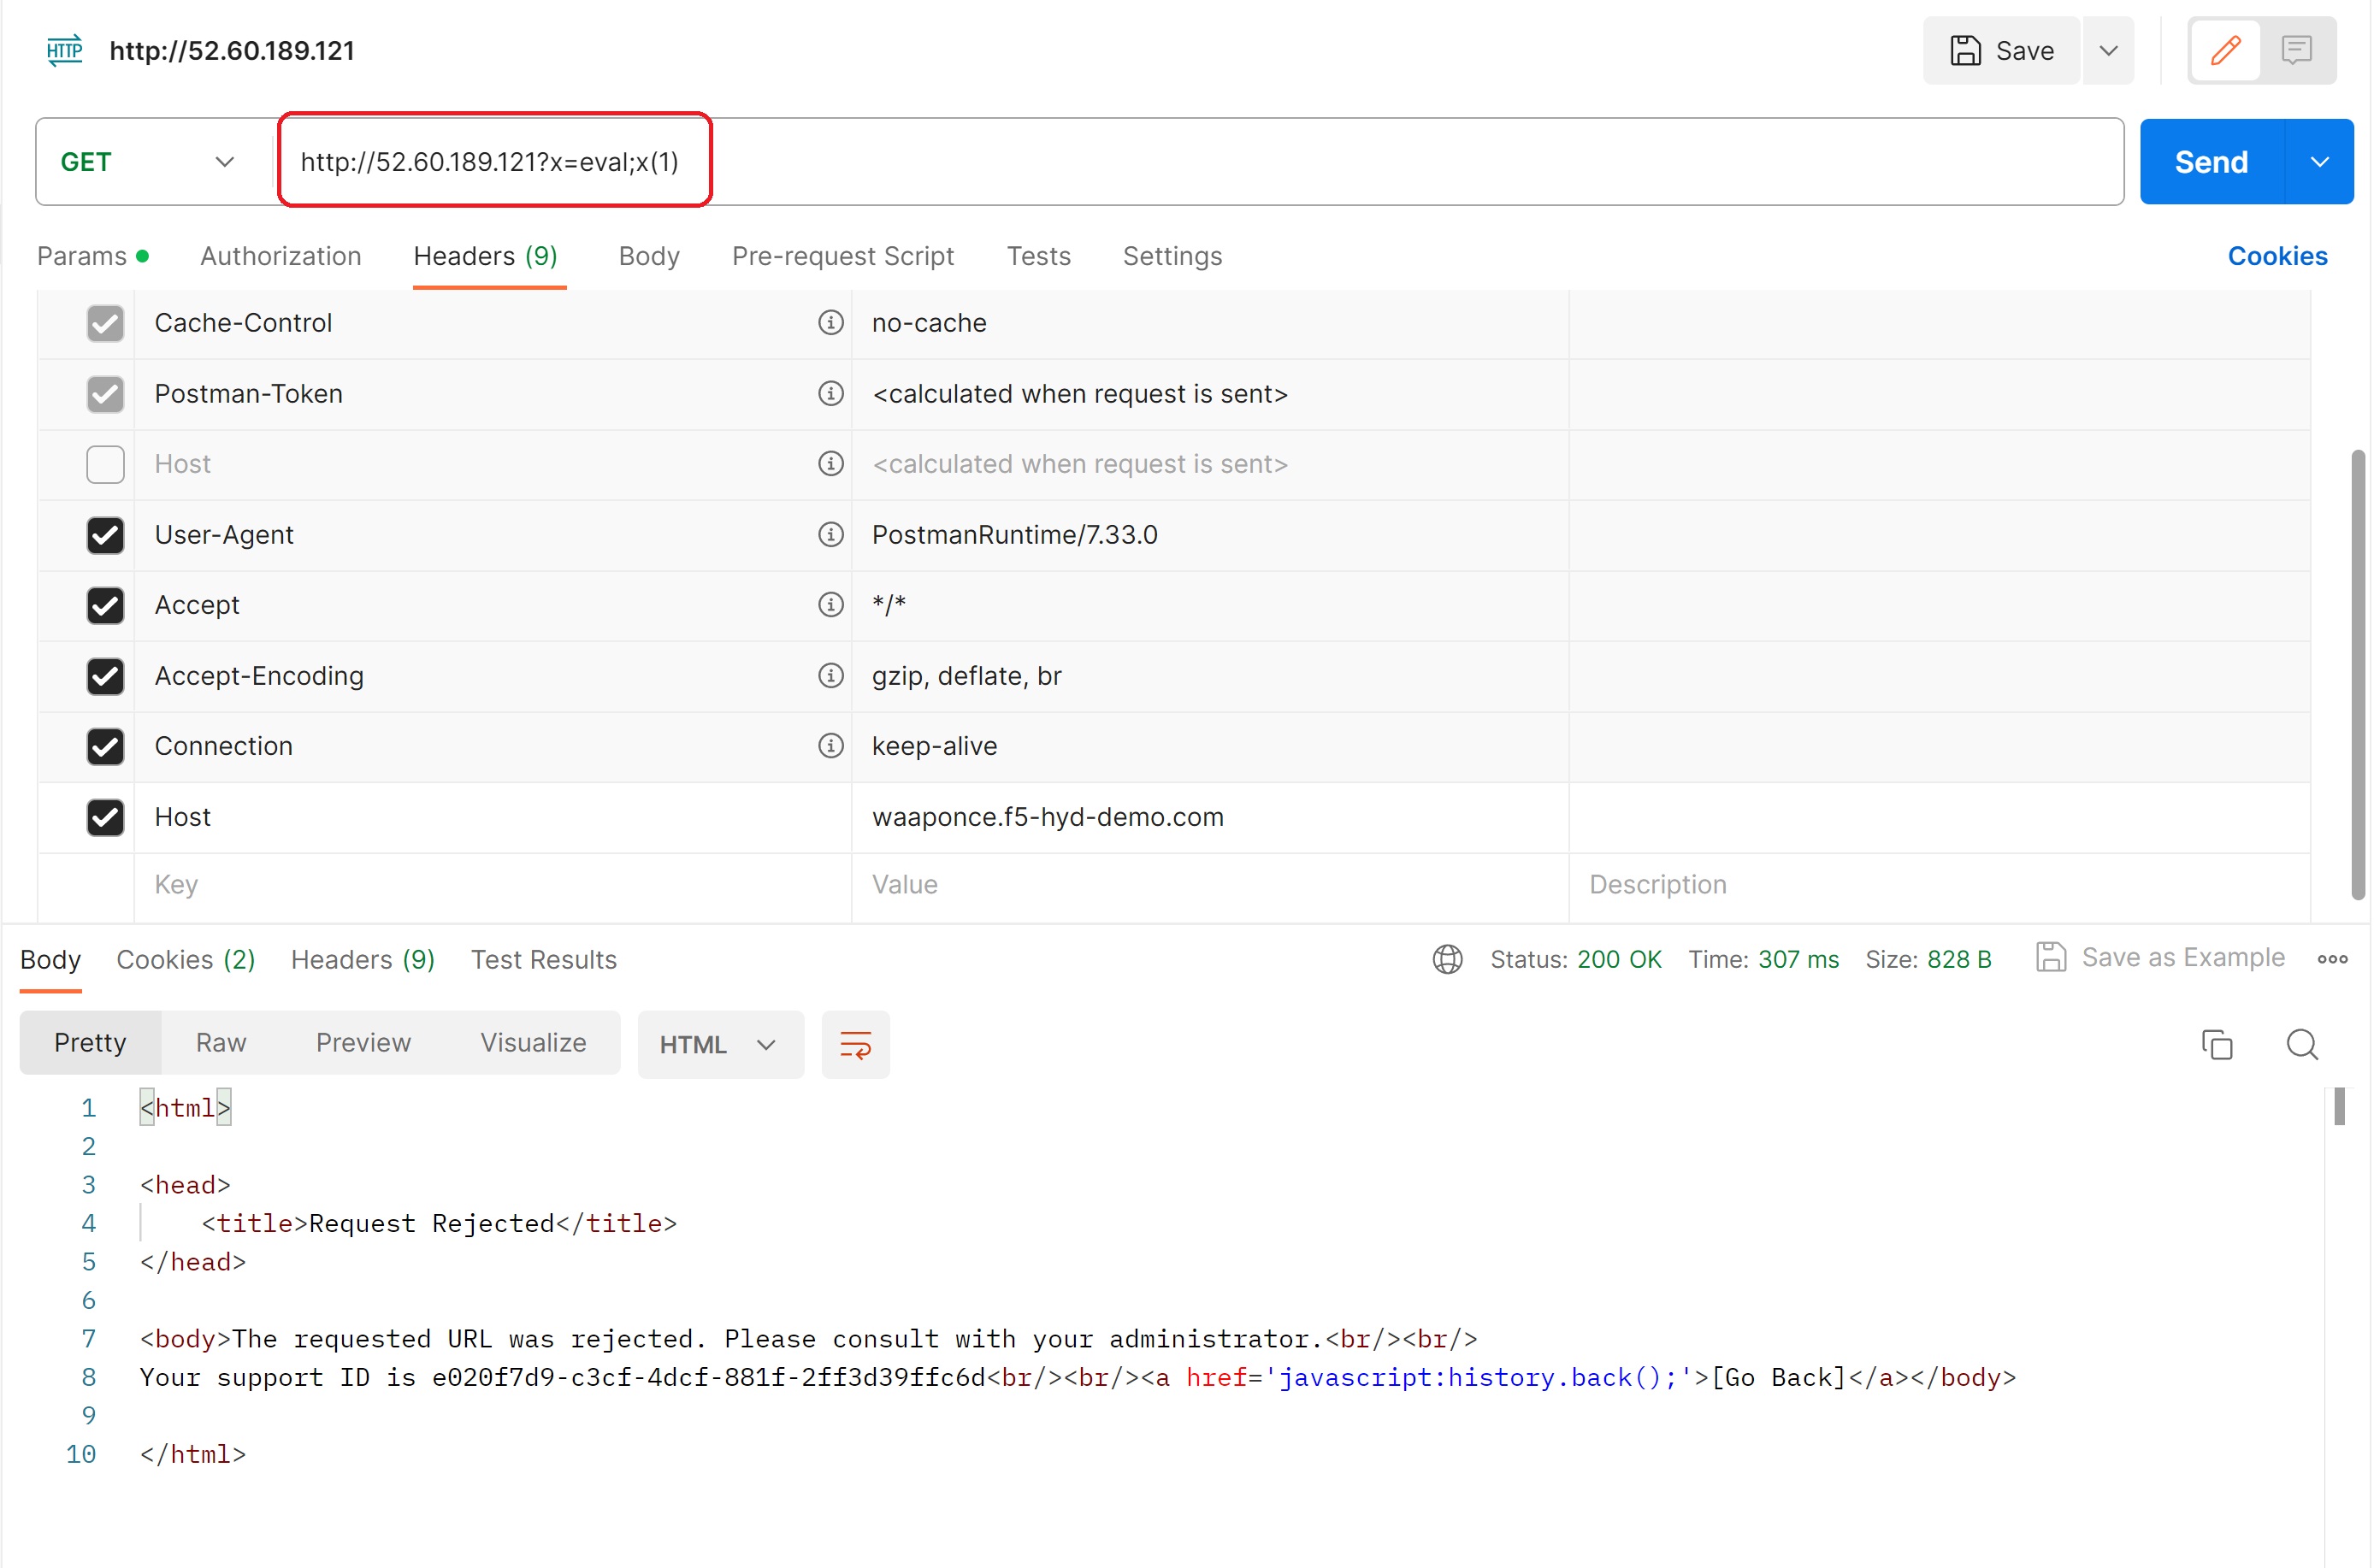 HTTP http://52.60.189.121 Save
GET http://52.60.189.121?x=eval;x(1) Send
Params Authorization Headers (9) Body Pre-request Script Tests Settings Cookies
Cache-Control no-cache
Postman-Token <calculated when request is sent>
Host <calculated when request is sent>
User-Agent PostmanRuntime/7.33.0
Accept */*
Accept-Encoding gzip, deflate, br
Connection keep-alive
Host waaponce.f5-hyd-demo.com
Key Value Description
Body Cookies (2) Headers (9) Test Results Status: 200 OK Time: 307 ms Size: 828 B Save as Example
Pretty Raw Preview Visualize HTML
1 <html>
2
3 <head>
4 <title>Request Rejected</title>
5 </head>
6
7 <body>The requested URL was rejected. Please consult with your administrator.<br/><br/>
8 Your support ID is e020f7d9-c3cf-4dcf-881f-2ff3d39ffc6d<br/><br/><a href='javascript:history.back();'>[Go Back]</a></body>
9
10 </html>